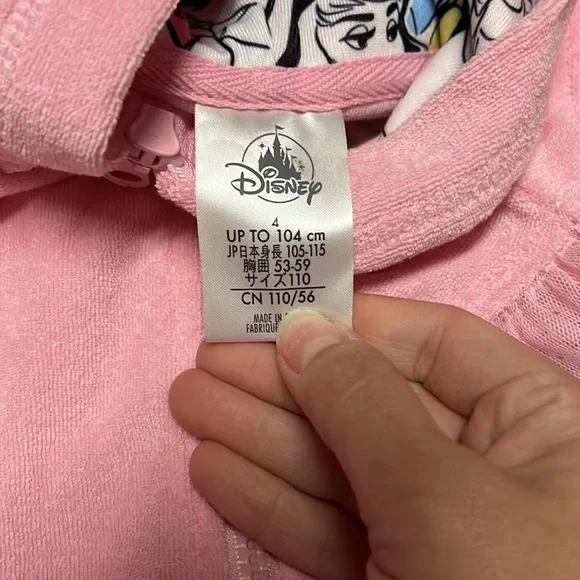 Disney
4
UP TO 104 cm
JP日本身長 105-115
胸囲 53-59
サイズ110
CN 110/56
MADE IN
FABRIQUÉ